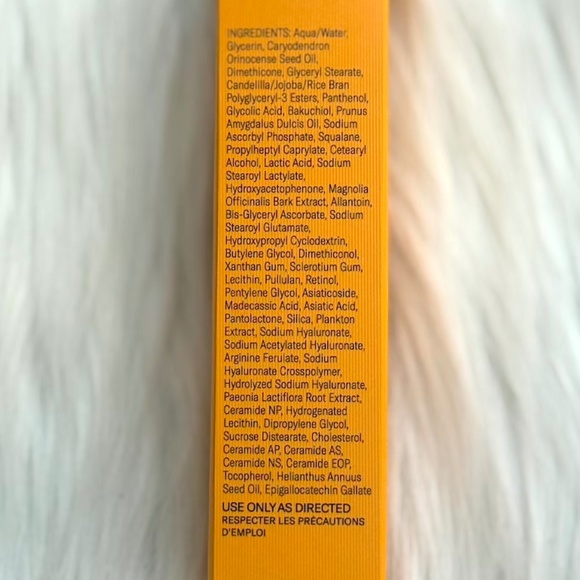 INGREDIENTS: Aqua/Water,
Glycerin, Caryodendron
Orinocense Seed Oil,
Dimethicone, Glyceryl Stearate,
Candelilla/Jojoba/Rice Bran
Polyglyceryl-3 Esters, Panthenol,
Glycolic Acid, Bakuchiol, Prunus
Amygdalus Dulcis Oil, Sodium
Ascorbyl Phosphate, Squalane,
Propylheptyl Caprylate, Cetearyl
Alcohol, Lactic Acid, Sodium
Stearoyl Lactylate,
Hydroxyacetophenone, Magnolia
Officinalis Bark Extract, Allantoin,
Bis-Glyceryl Ascorbate, Sodium
Stearoyl Glutamate,
Hydroxypropyl Cyclodextrin,
Butylene Glycol, Dimethiconol,
Xanthan Gum, Sclerotium Gum,
Lecithin, Pullulan, Retinol,
Pentylene Glycol, Asiaticoside,
Madecassic Acid, Asiatic Acid,
Pantolactone, Silica, Plankton
Extract, Sodium Hyaluronate,
Sodium Acetylated Hyaluronate,
Arginine Ferulate, Sodium
Hyaluronate Crosspolymer,
Hydrolyzed Sodium Hyaluronate,
Paeonia Lactiflora Root Extract,
Ceramide NP, Hydrogenated
Lecithin, Dipropylene Glycol,
Sucrose Distearate, Cholesterol,
Ceramide AP, Ceramide AS,
Ceramide NS, Ceramide EOP,
Tocopherol, Helianthus Annuus
Seed Oil, Epigallocatechin Gallate
USE ONLY AS DIRECTED
RESPECTER LES PRÉCAUTIONS
D'EMPLOI